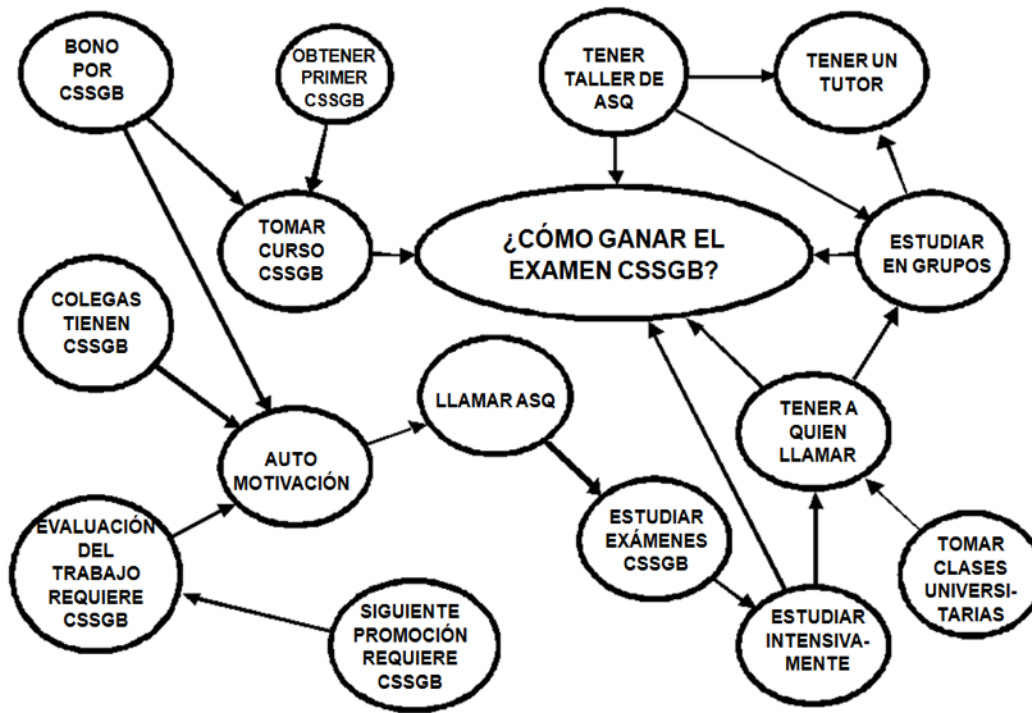 BONO
POR
CSSGB
OBTENER
PRIMER
CSSGB
TENER
TALLER DE
ASQ
TENER UN
TUTOR
TOMAR
CURSO
CSSGB
¿CÓMO GANAR EL
EXAMEN CSSGB?
ESTUDIAR
EN GRUPOS
COLEGAS
TIENEN
CSSGB
LLAMAR ASQ
TENER A
QUIEN
LLAMAR
AUTO
MOTIVACIÓN
EVALUACIÓN
DEL
TRABAJO
REQUIERE
CSSGB
ESTUDIAR
EXÁMENES
CSSGB
TOMAR
CLASES
UNIVERSI-
TARIAS
SIGUIENTE
PROMOCIÓN
REQUIERE
CSSGB
ESTUDIAR
INTENSIVA-
MENTE